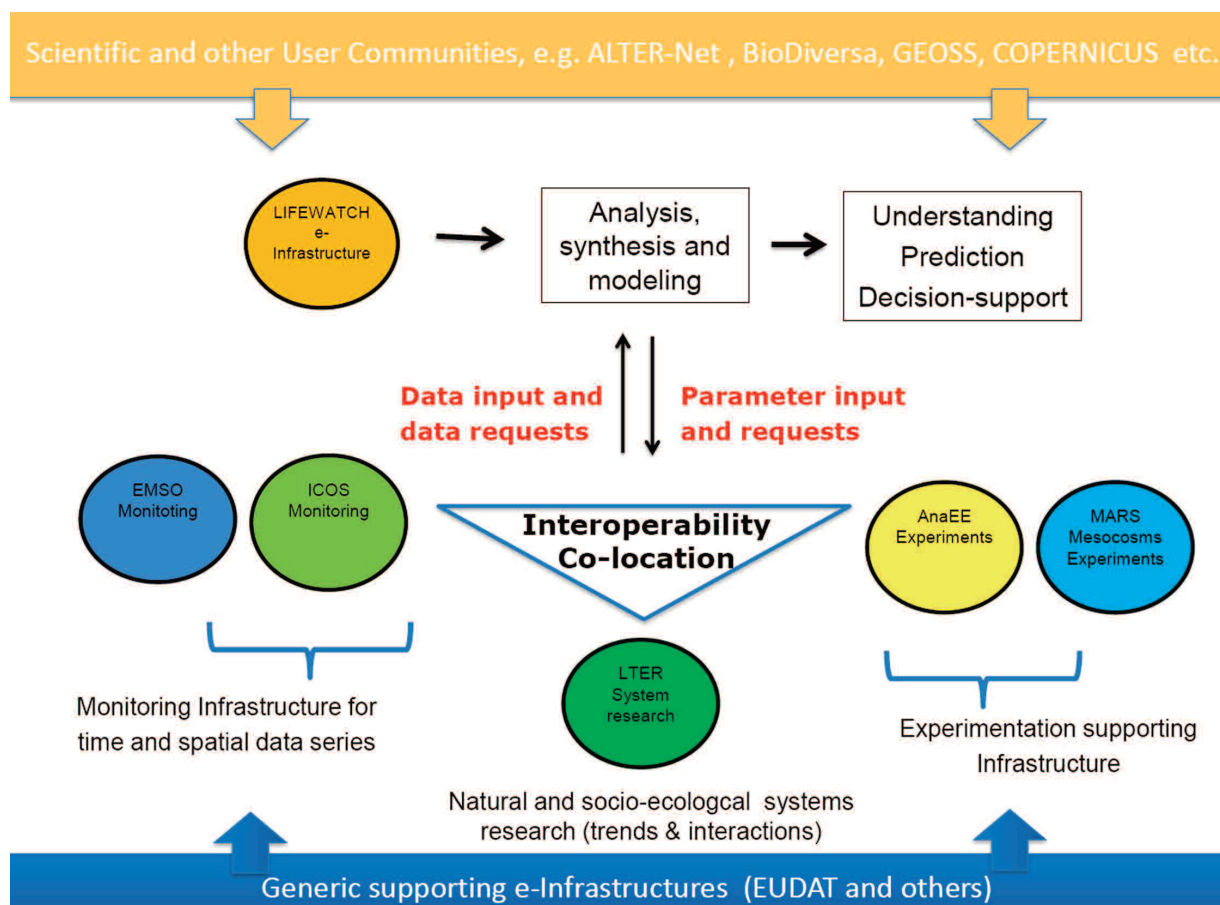 Scientific and other User Communities, e.g. ALTER-Net , BioDiversa, GEOSS, COPERNICUS etc.
LIFEWATCH
e-
Infrastructure
Analysis,
synthesis and
modeling
Understanding
Prediction
Decision-support
Data input and
data requests
Parameter input
and requests
EMSO
Monitoting
ICOS
Monitoring
Interoperability
Co-location
AnaEE
Experiments
MARS
Mesocosms
Experiments
LTER
System
research
Monitoring Infrastructure for
time and spatial data series
Experimentation supporting
Infrastructure
Natural and socio-ecologcal systems
research (trends & interactions)
Generic supporting e-Infrastructures (EUDAT and others)